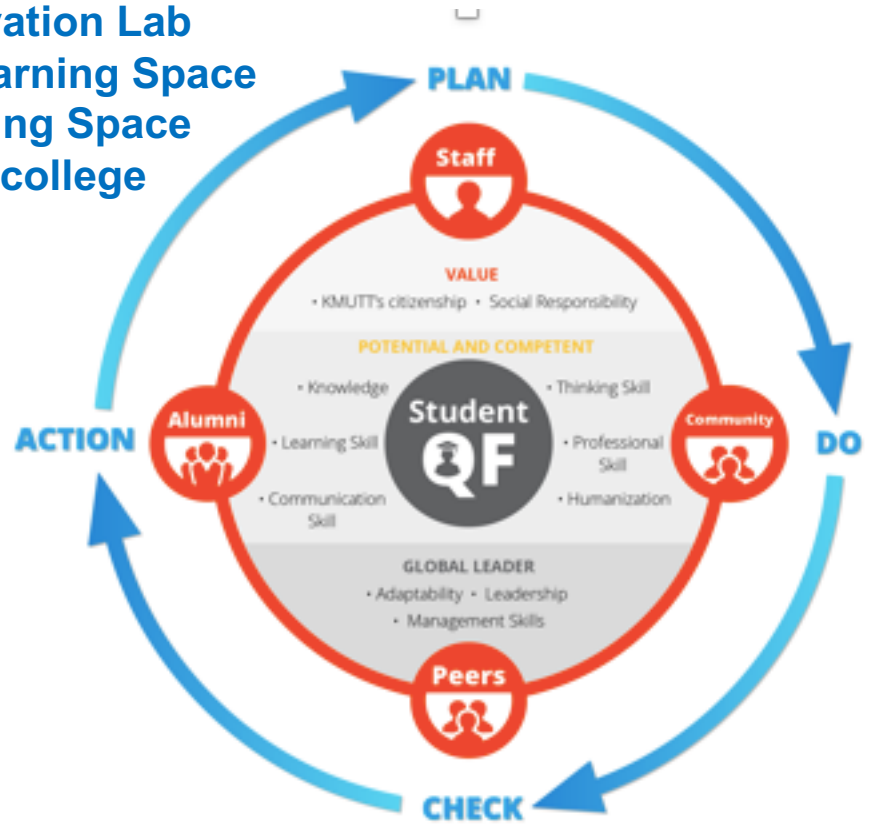 vation Lab
arning Space
ing Space
college
PLAN
Staff
VALUE
• KMUTT's citizenship • Social Responsibility
POTENTIAL AND COMPETENT
• Knowledge
• Thinking Skill
Student
QF
Alumni
Community
ACTION
DO
• Learning Skill
• Professional
Skill
• Communication
Skill
• Humanization
GLOBAL LEADER
• Adaptability • Leadership
• Management Skills
Peers
CHECK